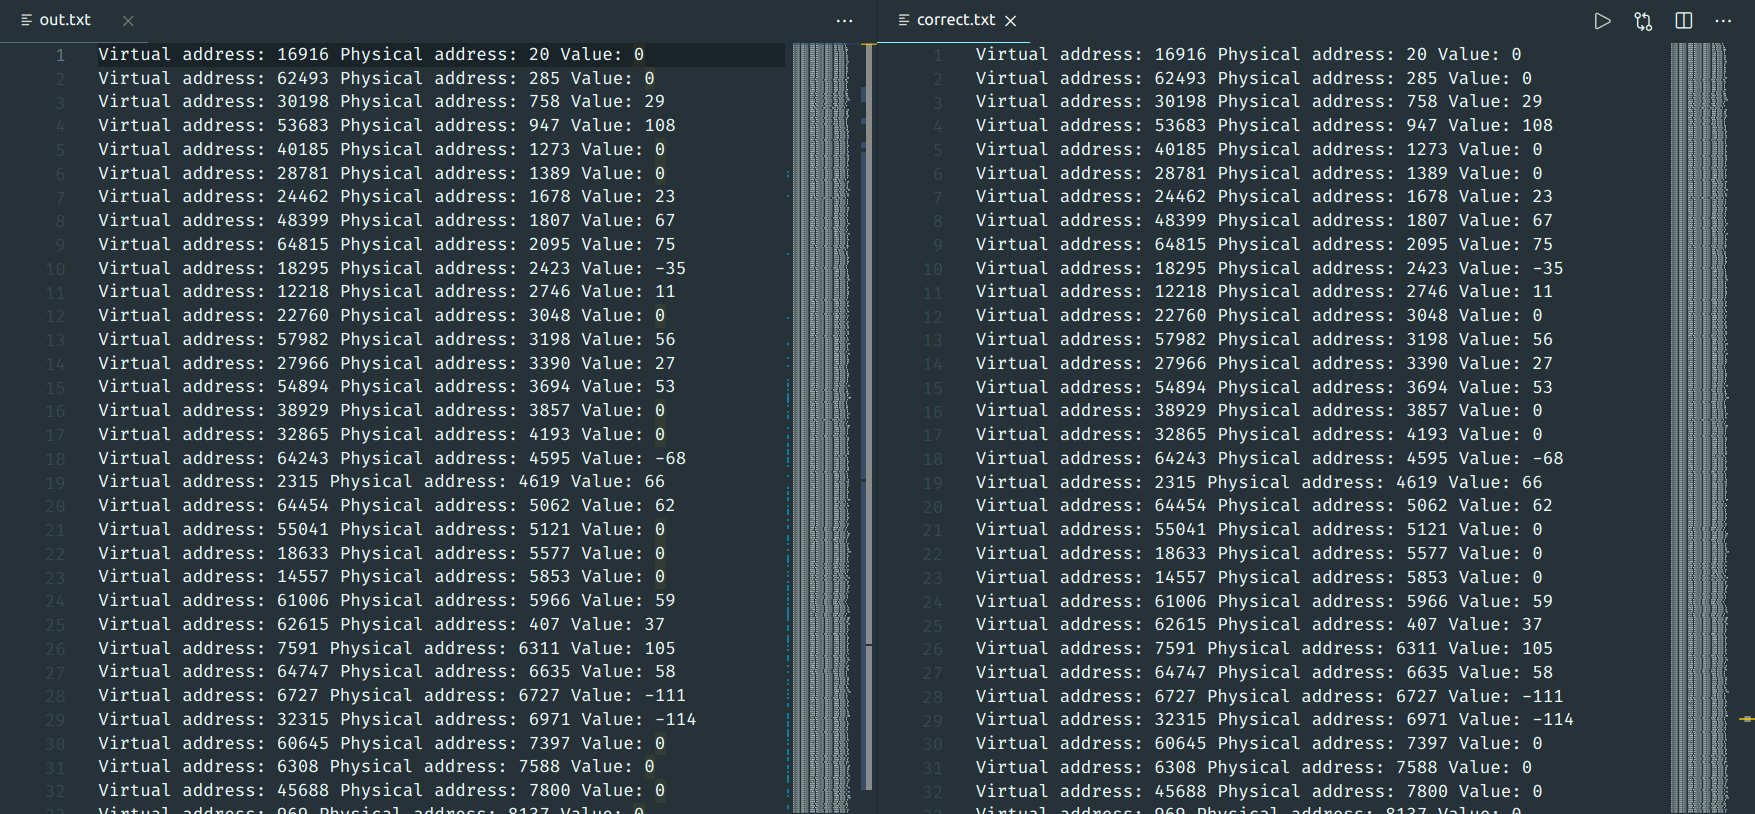 out.txt
1 Virtual address: 16916 Physical address: 20 Value: 0
2 Virtual address: 62493 Physical address: 285 Value: 0
3 Virtual address: 30198 Physical address: 758 Value: 29
4 Virtual address: 53683 Physical address: 947 Value: 108
5 Virtual address: 40185 Physical address: 1273 Value: 0
6 Virtual address: 28781 Physical address: 1389 Value: 0
7 Virtual address: 24462 Physical address: 1678 Value: 23
8 Virtual address: 48399 Physical address: 1807 Value: 67
9 Virtual address: 64815 Physical address: 2095 Value: 75
10 Virtual address: 18295 Physical address: 2423 Value: -35
11 Virtual address: 12218 Physical address: 2746 Value: 11
12 Virtual address: 22760 Physical address: 3048 Value: 0
13 Virtual address: 57982 Physical address: 3198 Value: 56
14 Virtual address: 27966 Physical address: 3390 Value: 27
15 Virtual address: 54894 Physical address: 3694 Value: 53
16 Virtual address: 38929 Physical address: 3857 Value: 0
17 Virtual address: 32865 Physical address: 4193 Value: 0
18 Virtual address: 64243 Physical address: 4595 Value: -68
19 Virtual address: 2315 Physical address: 4619 Value: 66
20 Virtual address: 64454 Physical address: 5062 Value: 62
21 Virtual address: 55041 Physical address: 5121 Value: 0
22 Virtual address: 18633 Physical address: 5577 Value: 0
23 Virtual address: 14557 Physical address: 5853 Value: 0
24 Virtual address: 61006 Physical address: 5966 Value: 59
25 Virtual address: 62615 Physical address: 407 Value: 37
26 Virtual address: 7591 Physical address: 6311 Value: 105
27 Virtual address: 64747 Physical address: 6635 Value: 58
28 Virtual address: 6727 Physical address: 6727 Value: -111
29 Virtual address: 32315 Physical address: 6971 Value: -114
30 Virtual address: 60645 Physical address: 7397 Value: 0
31 Virtual address: 6308 Physical address: 7588 Value: 0
32 Virtual address: 45688 Physical address: 7800 Value: 0
33 Virtual address: 969 Physical address: 8137 Value: 0
correct.txt
1 Virtual address: 16916 Physical address: 20 Value: 0
2 Virtual address: 62493 Physical address: 285 Value: 0
3 Virtual address: 30198 Physical address: 758 Value: 29
4 Virtual address: 53683 Physical address: 947 Value: 108
5 Virtual address: 40185 Physical address: 1273 Value: 0
6 Virtual address: 28781 Physical address: 1389 Value: 0
7 Virtual address: 24462 Physical address: 1678 Value: 23
8 Virtual address: 48399 Physical address: 1807 Value: 67
9 Virtual address: 64815 Physical address: 2095 Value: 75
10 Virtual address: 18295 Physical address: 2423 Value: -35
11 Virtual address: 12218 Physical address: 2746 Value: 11
12 Virtual address: 22760 Physical address: 3048 Value: 0
13 Virtual address: 57982 Physical address: 3198 Value: 56
14 Virtual address: 27966 Physical address: 3390 Value: 27
15 Virtual address: 54894 Physical address: 3694 Value: 53
16 Virtual address: 38929 Physical address: 3857 Value: 0
17 Virtual address: 32865 Physical address: 4193 Value: 0
18 Virtual address: 64243 Physical address: 4595 Value: -68
19 Virtual address: 2315 Physical address: 4619 Value: 66
20 Virtual address: 64454 Physical address: 5062 Value: 62
21 Virtual address: 55041 Physical address: 5121 Value: 0
22 Virtual address: 18633 Physical address: 5577 Value: 0
23 Virtual address: 14557 Physical address: 5853 Value: 0
24 Virtual address: 61006 Physical address: 5966 Value: 59
25 Virtual address: 62615 Physical address: 407 Value: 37
26 Virtual address: 7591 Physical address: 6311 Value: 105
27 Virtual address: 64747 Physical address: 6635 Value: 58
28 Virtual address: 6727 Physical address: 6727 Value: -111
29 Virtual address: 32315 Physical address: 6971 Value: -114
30 Virtual address: 60645 Physical address: 7397 Value: 0
31 Virtual address: 6308 Physical address: 7588 Value: 0
32 Virtual address: 45688 Physical address: 7800 Value: 0
33 Virtual address: 969 Physical address: 8137 Value: 0